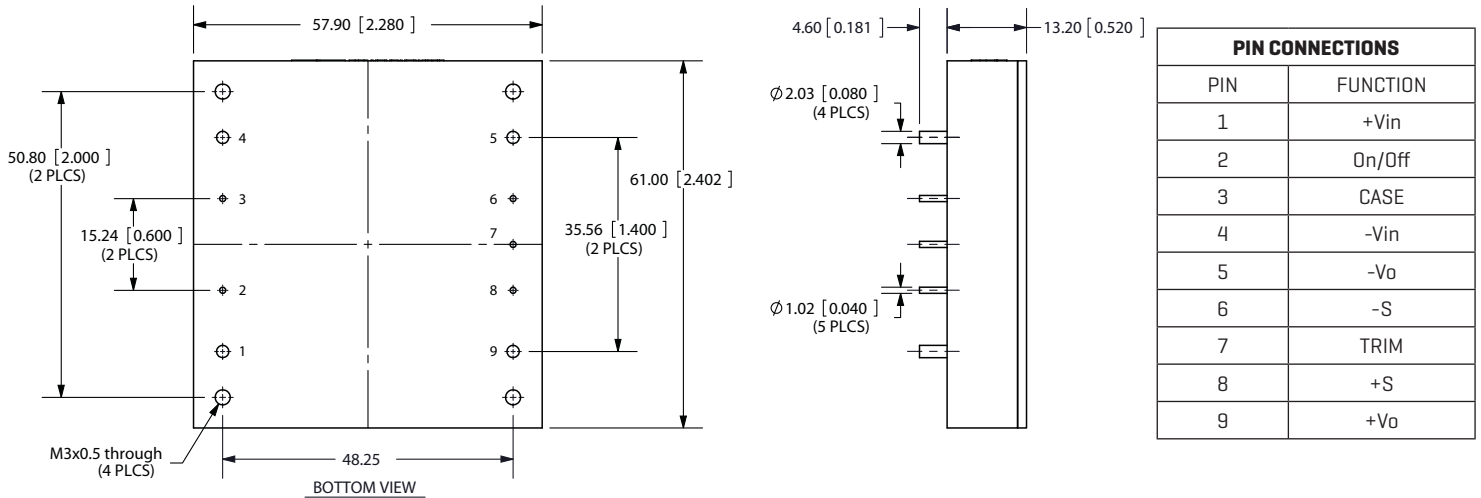 57.90 [2.280]
4
5
3
6
7
2
8
1
9
50.80 [2.000]
(2 PLCS)
15.24 [0.600]
(2 PLCS)
61.00 [2.402]
35.56 [1.400]
(2 PLCS)
M3x0.5 through
(4 PLCS)
48.25
BOTTOM VIEW
4.60 [0.181]
13.20 [0.520]
Ø2.03 [0.080]
(4 PLCS)
Ø1.02 [0.040]
(5 PLCS)
PIN CONNECTIONS
PIN FUNCTION
1 +Vin
2 On/Off
3 CASE
4 -Vin
5 -Vo
6 -S
7 TRIM
8 +S
9 +Vo